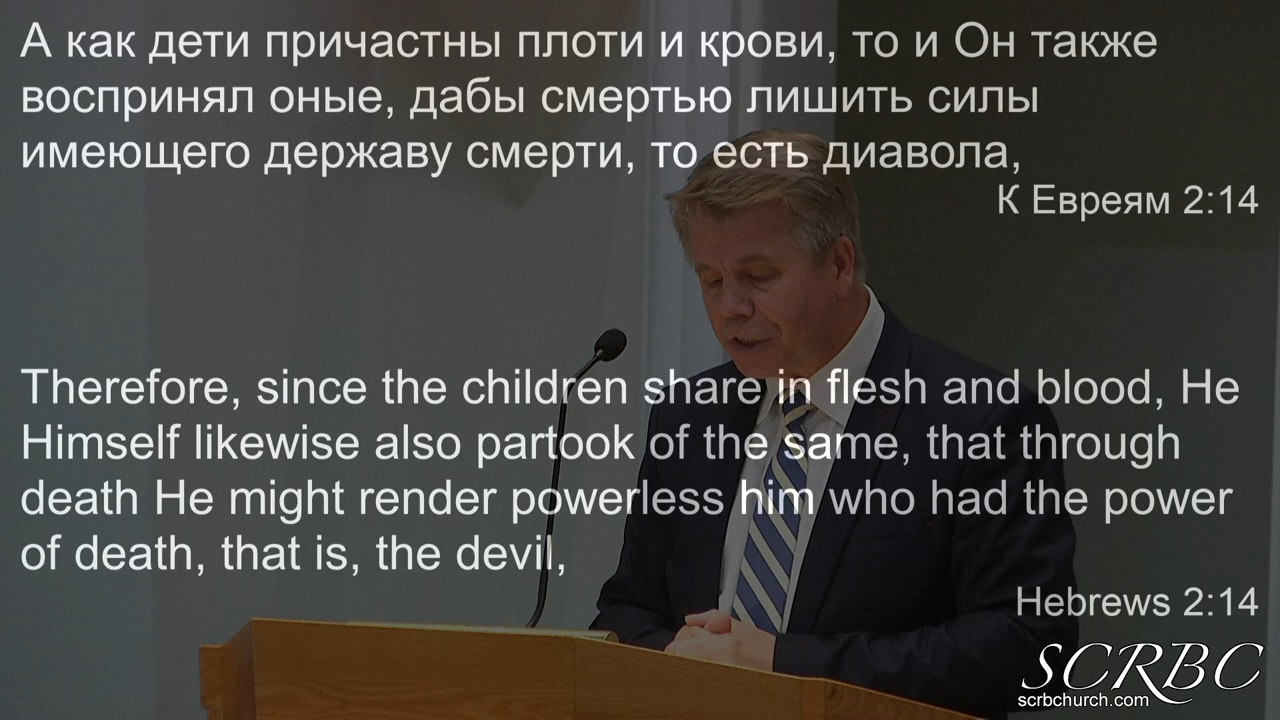 А как дети причастны плоти и крови, то и Он также
воспринял оные, дабы смертью лишить силы
имеющего державу смерти, то есть диавола,
К Евреям 2:14
Therefore, since the children share in flesh and blood, He
Himself likewise also partook of the same, that through
death He might render powerless him who had the power
of death, that is, the devil,
Hebrews 2:14
SCRBC
scrbchurch.com